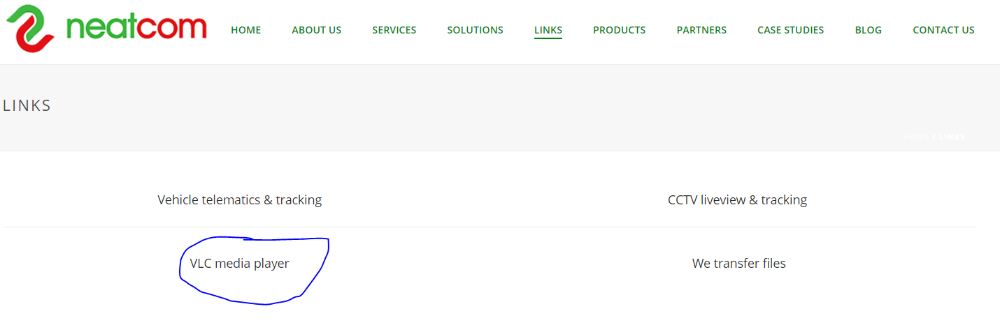 neatcom HOME ABOUT US SERVICES SOLUTIONS LINKS PRODUCTS PARTNERS CASE STUDIES BLOG CONTACT US
LINKS
HOME / LINKS
Vehicle telematics & tracking CCTV liveview & tracking
VLC media player We transfer files